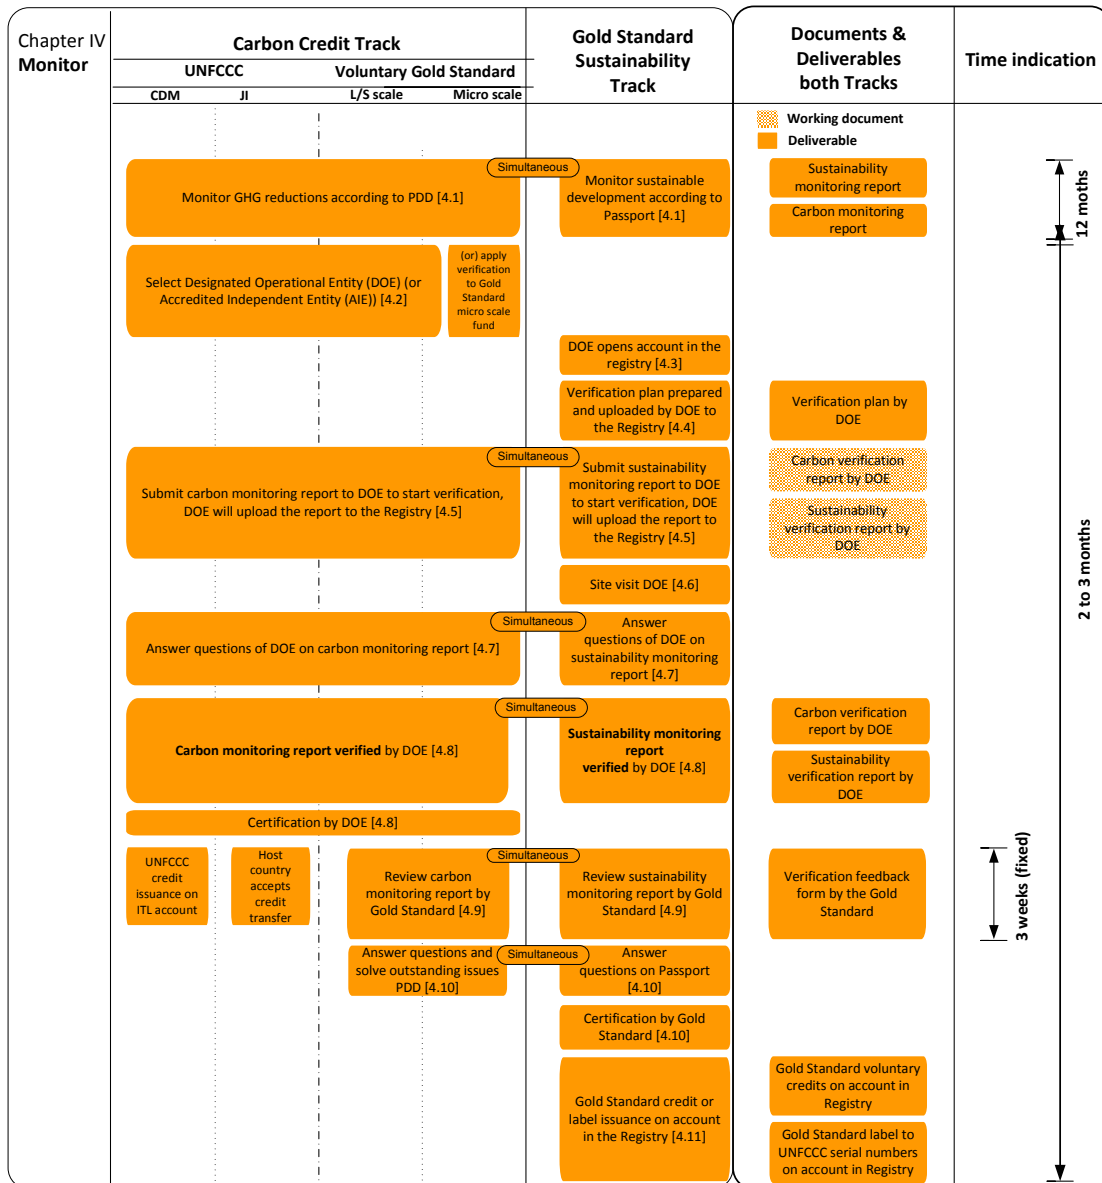 Chapter IV
Monitor
Carbon Credit Track
UNFCCC
Voluntary Gold Standard
CDM
JI
L/S scale
Micro scale
Gold Standard
Sustainability
Track
Documents &
Deliverables
both Tracks
Time indication
Working document
Deliverable
Simultaneous
Monitor GHG reductions according to PDD [4.1]
Monitor sustainable
development according to
Passport [4.1]
Sustainability
monitoring report
Carbon monitoring
report
12 moths
Select Designated Operational Entity (DOE) (or
Accredited Independent Entity (AIE)) [4.2]
(or) apply
verification
to Gold
Standard
micro scale
fund
DOE opens account in the
registry [4.3]
Verification plan prepared
and uploaded by DOE to
the Registry [4.4]
Verification plan by
DOE
Simultaneous
Submit carbon monitoring report to DOE to start verification,
DOE will upload the report to the Registry [4.5]
Submit sustainability
monitoring report to DOE
to start verification, DOE
will upload the report to
the Registry [4.5]
Carbon verification
report by DOE
Sustainability
verification report by
DOE
Site visit DOE [4.6]
2 to 3 months
Simultaneous
Answer questions of DOE on carbon monitoring report [4.7]
Answer
questions of DOE on
sustainability monitoring
report [4.7]
Simultaneous
Carbon monitoring report verified by DOE [4.8]
Sustainability monitoring
report
verified by DOE [4.8]
Carbon verification
report by DOE
Sustainability
verification report by
DOE
Certification by DOE [4.8]
UNFCCC
credit
issuance on
ITL account
Host
country
accepts
credit
transfer
Simultaneous
Review carbon
monitoring report by
Gold Standard [4.9]
Review sustainability
monitoring report by Gold
Standard [4.9]
Verification feedback
form by the Gold
Standard
3 weeks (fixed)
Answer questions and
solve outstanding issues
PDD [4.10]
Simultaneous
Answer
questions on Passport
[4.10]
Certification by Gold
Standard [4.10]
Gold Standard credit or
label issuance on account
in the Registry [4.11]
Gold Standard voluntary
credits on account in
Registry
Gold Standard label to
UNFCCC serial numbers
on account in Registry